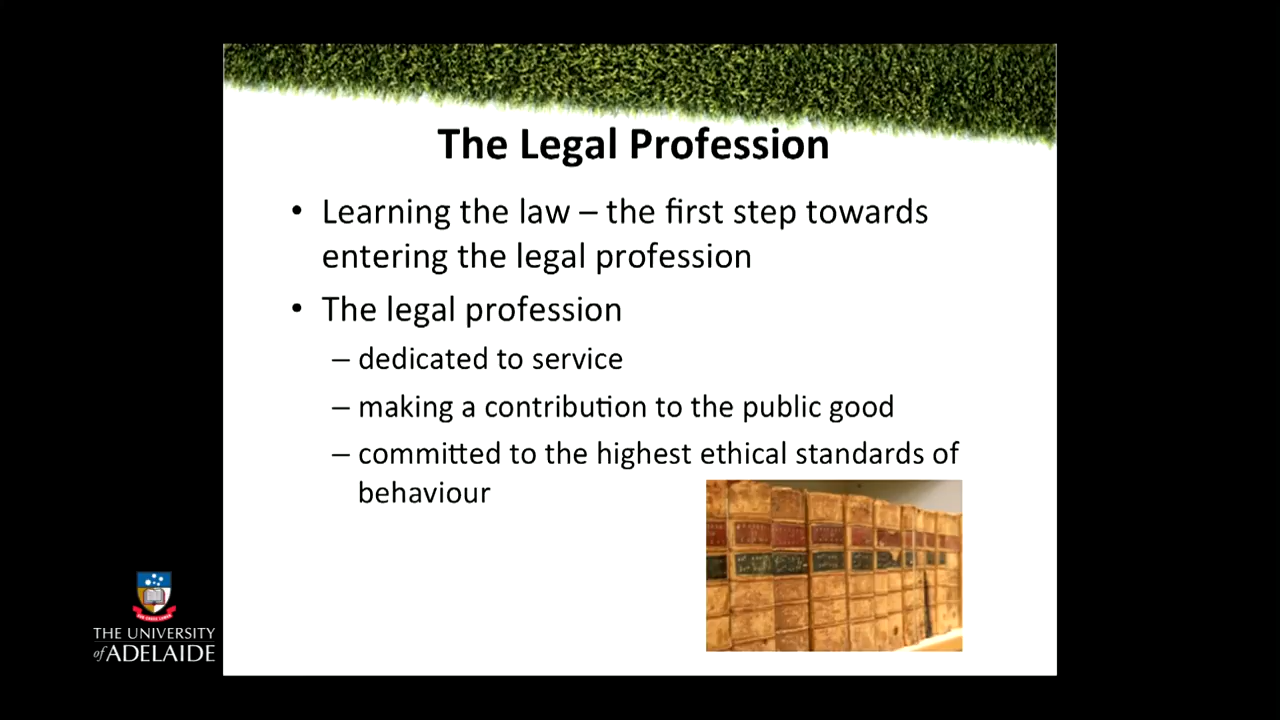 The Legal Profession
• Learning the law – the first step towards
entering the legal profession
• The legal profession
– dedicated to service
– making a contribution to the public good
– committed to the highest ethical standards of
behaviour
THE UNIVERSITY
of ADELAIDE